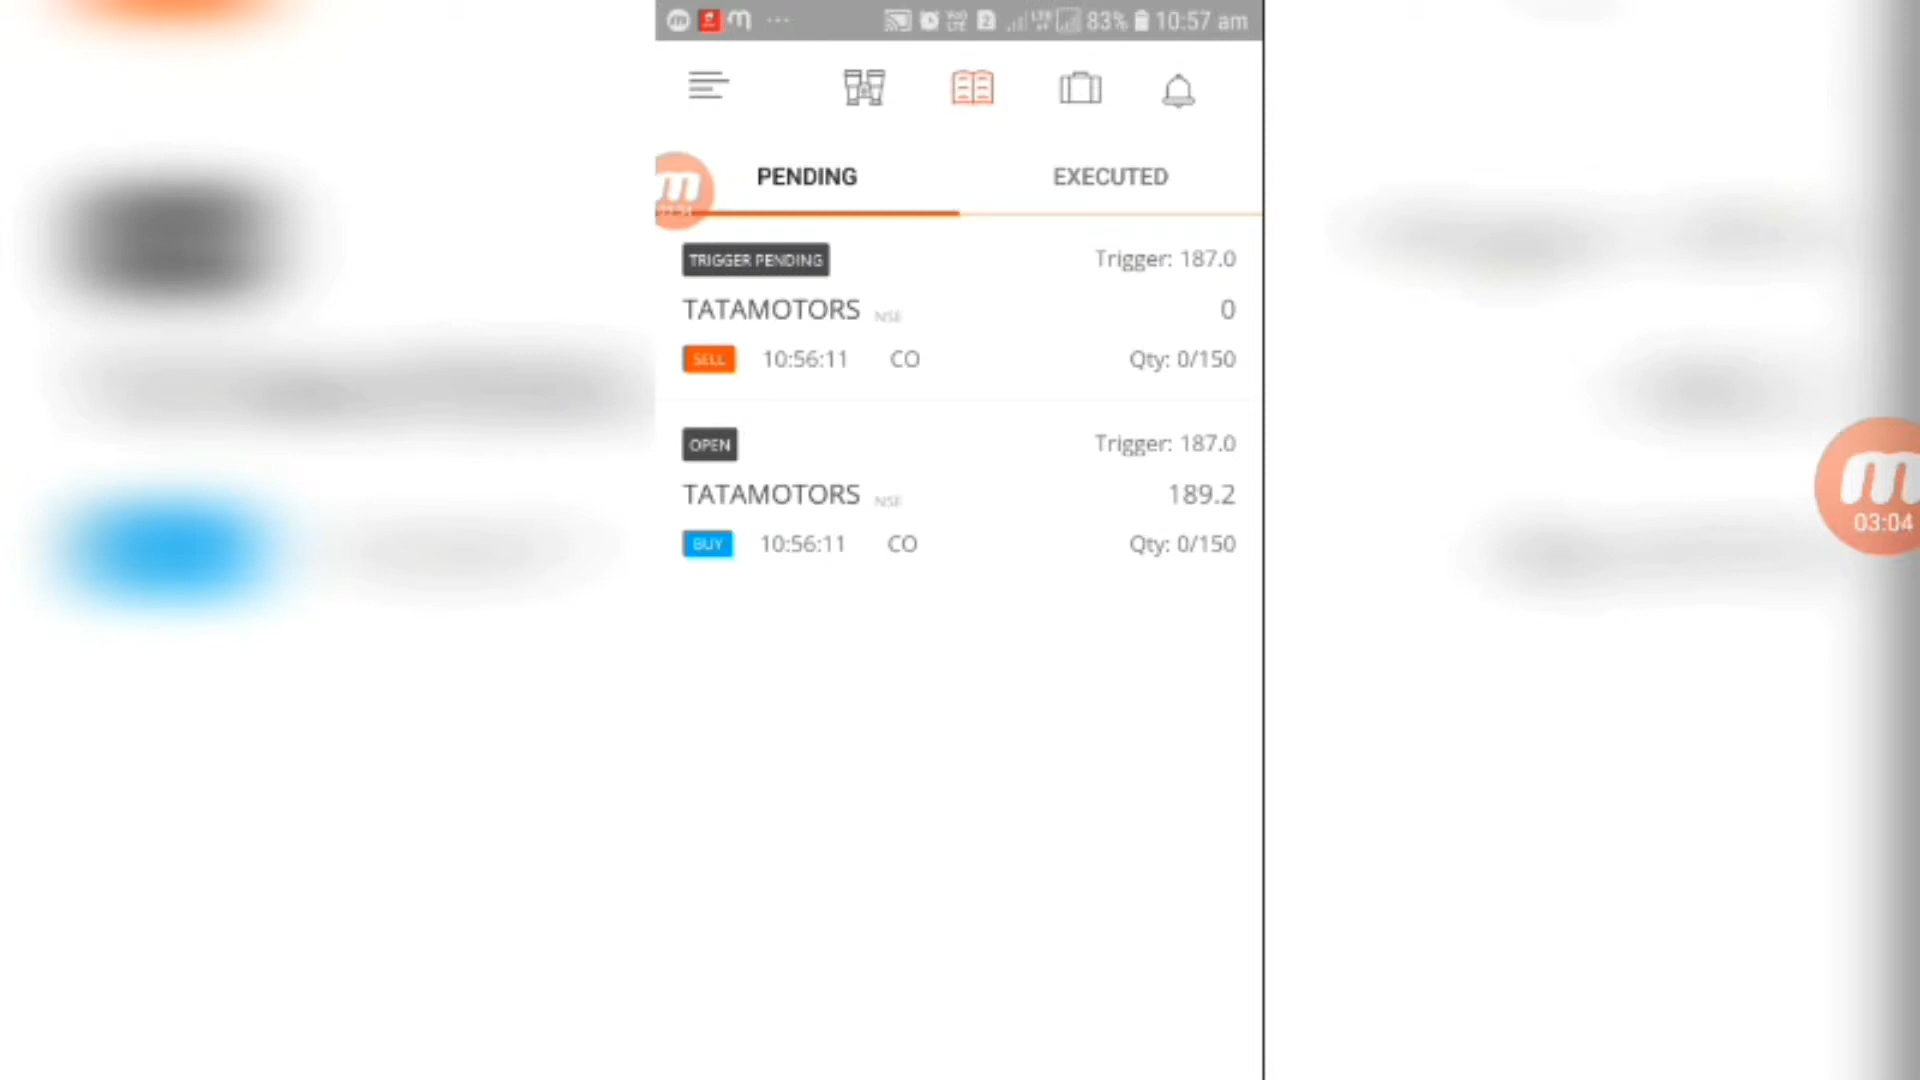 83% 10:57 am
PENDING EXECUTED
TRIGGER PENDING Trigger: 187.0
TATAMOTORS NSE 0
SELL 10:56:11 CO Qty: 0/150
OPEN Trigger: 187.0
TATAMOTORS NSE 189.2
BUY 10:56:11 CO Qty: 0/150
03:04